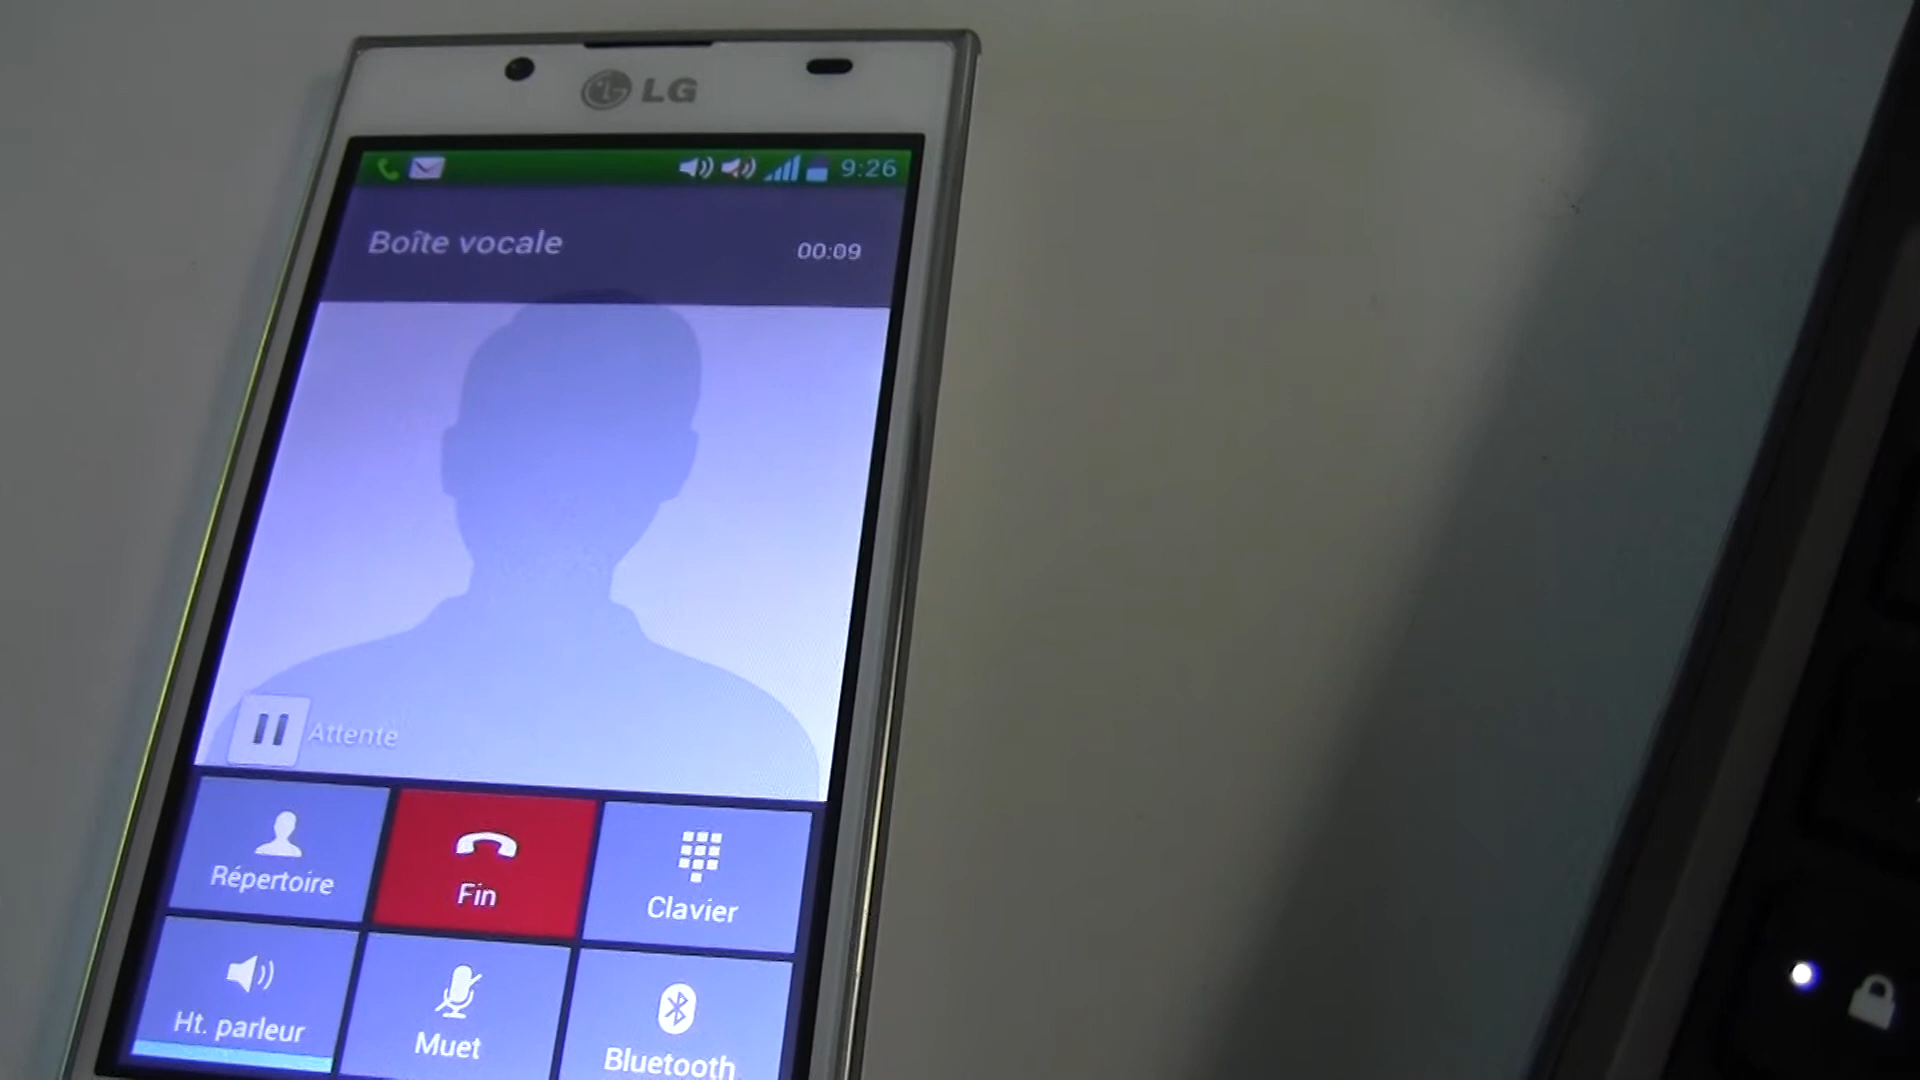 LG
9:26
Boîte vocale
00:09
Attente
Répertoire
Fin
Clavier
Ht. parleur
Muet
Bluetooth